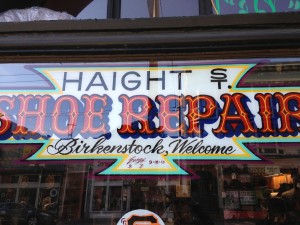 HAIGHT ST
SHOE REPAIR
Birkenstock, Welcome